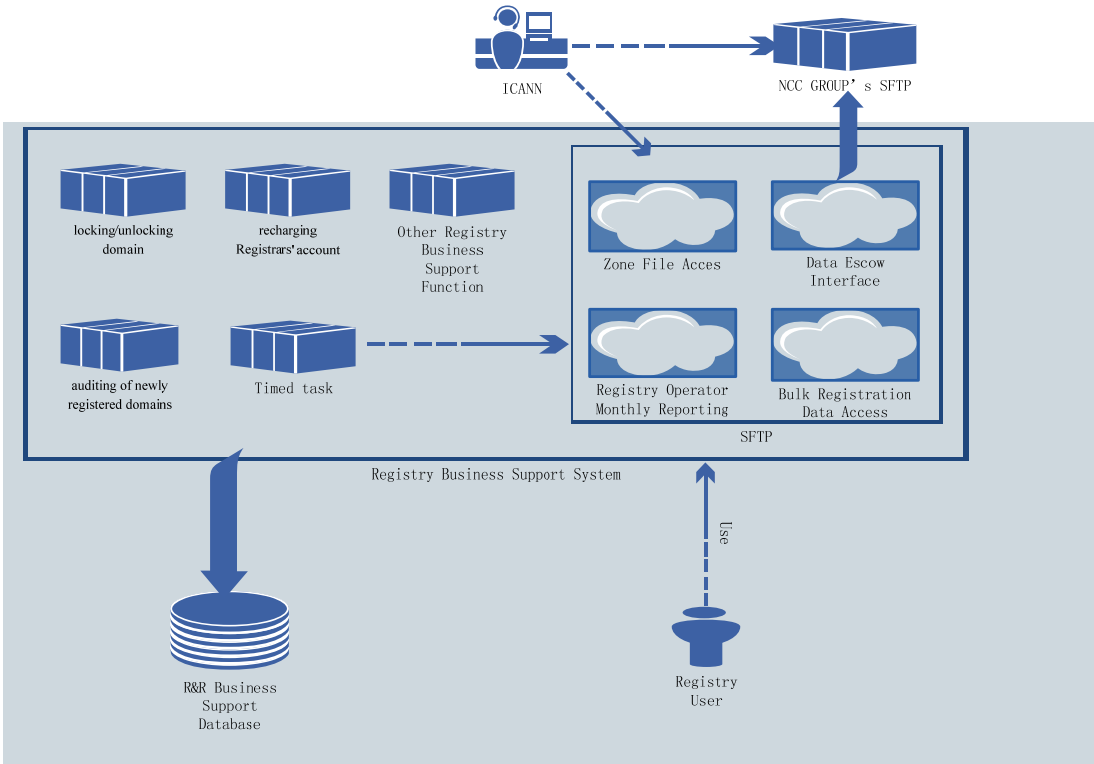 ICANN
NCC GROUP’s SFTP
locking/unlocking
domain
recharging
Registrars' account
Other Registry
Business
Support
Function
Zone File Acces
Data Escow
Interface
auditing of newly
registered domains
Timed task
Registry Operator
Monthly Reporting
Bulk Registration
Data Access
SFTP
Registry Business Support System
Use
R&R Business
Support
Database
Registry
User